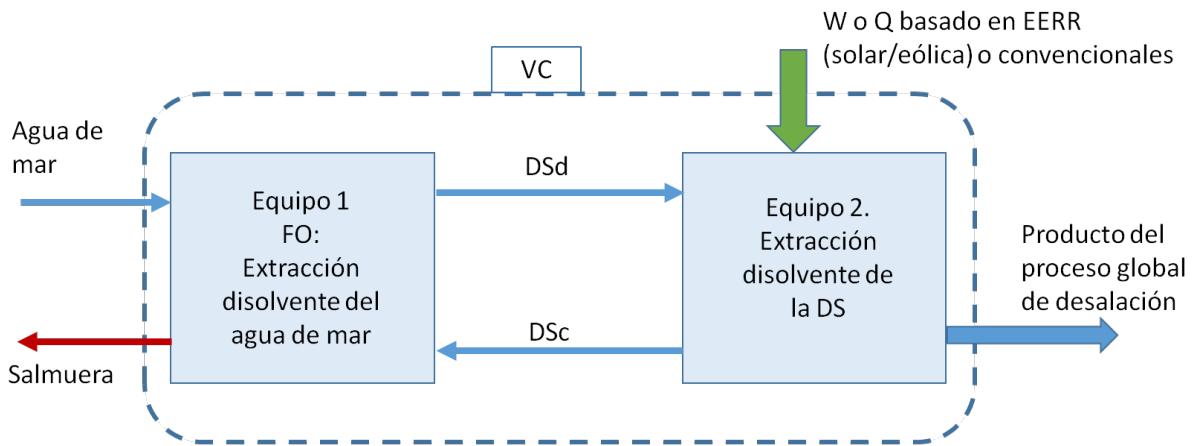 W o Q basado en EERR
(solar/eólica) o convencionales
VC
Agua de
mar
DSd
Equipo 1
FO:
Extracción
disolvente del
agua de mar
Equipo 2.
Extracción
disolvente de
la DS
Producto del
proceso global
de desalación
DSc
Salmuera